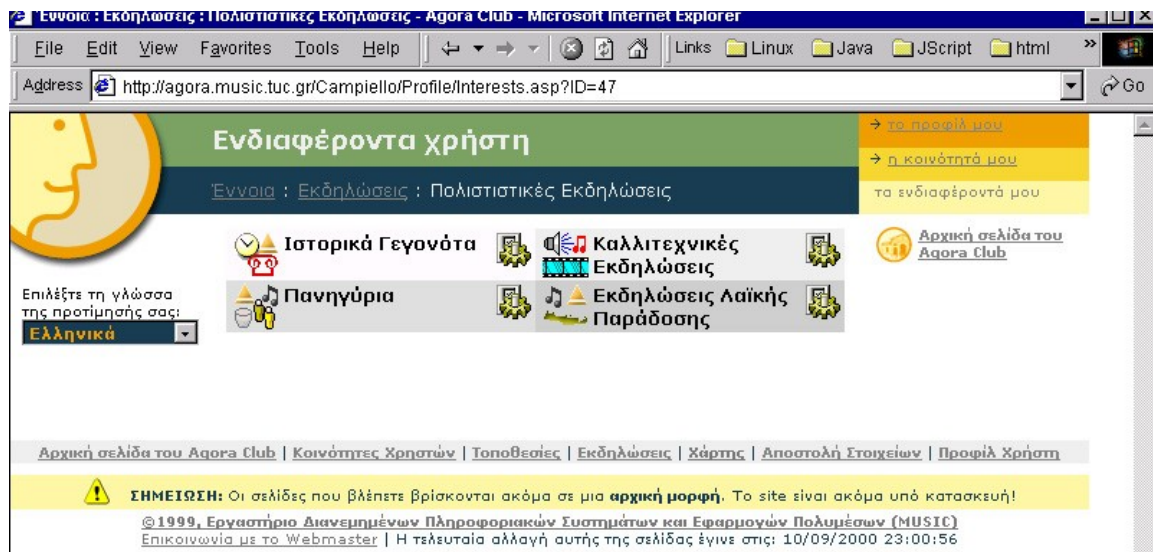 Έννοια : Εκδηλώσεις : Πολιστιστικές Εκδηλώσεις - Agora Club - Microsoft Internet Explorer
File Edit View Favorites Tools Help Links Linux Java JScript html »
Address http://agora.music.tuc.gr/Campiello/Profile/Interests.asp?ID=47 Go
Ενδιαφέροντα χρήστη
Έννοια : Εκδηλώσεις : Πολιστιστικές Εκδηλώσεις
→ το προφίλ μου
→ η κοινότητά μου
τα ενδιαφέροντά μου
Ιστορικά Γεγονότα
Καλλιτεχνικές
Εκδηλώσεις
Πανηγύρια
Εκδηλώσεις Λαϊκής
Παράδοσης
Αρχική σελίδα του
Agora Club
Επιλέξτε τη γλώσσα
της προτίμησής σας:
Ελληνικά
Αρχική σελίδα του Agora Club | Κοινότητες Χρηστών | Τοποθεσίες | Εκδηλώσεις | Χάρτης | Αποστολή Στοιχείων | Προφίλ Χρήστη
ΣΗΜΕΙΩΣΗ: Οι σελίδες που βλέπετε βρίσκονται ακόμα σε μια αρχική μορφή. Το site είναι ακόμα υπό κατασκευή!
©1999, Εργαστήριο Διανεμημένων Πληροφοριακών Συστημάτων και Εφαρμογών Πολυμέσων (MUSIC)
Επικοινωνία με το Webmaster | Η τελευταία αλλαγή αυτής της σελίδας έγινε στις: 10/09/2000 23:00:56